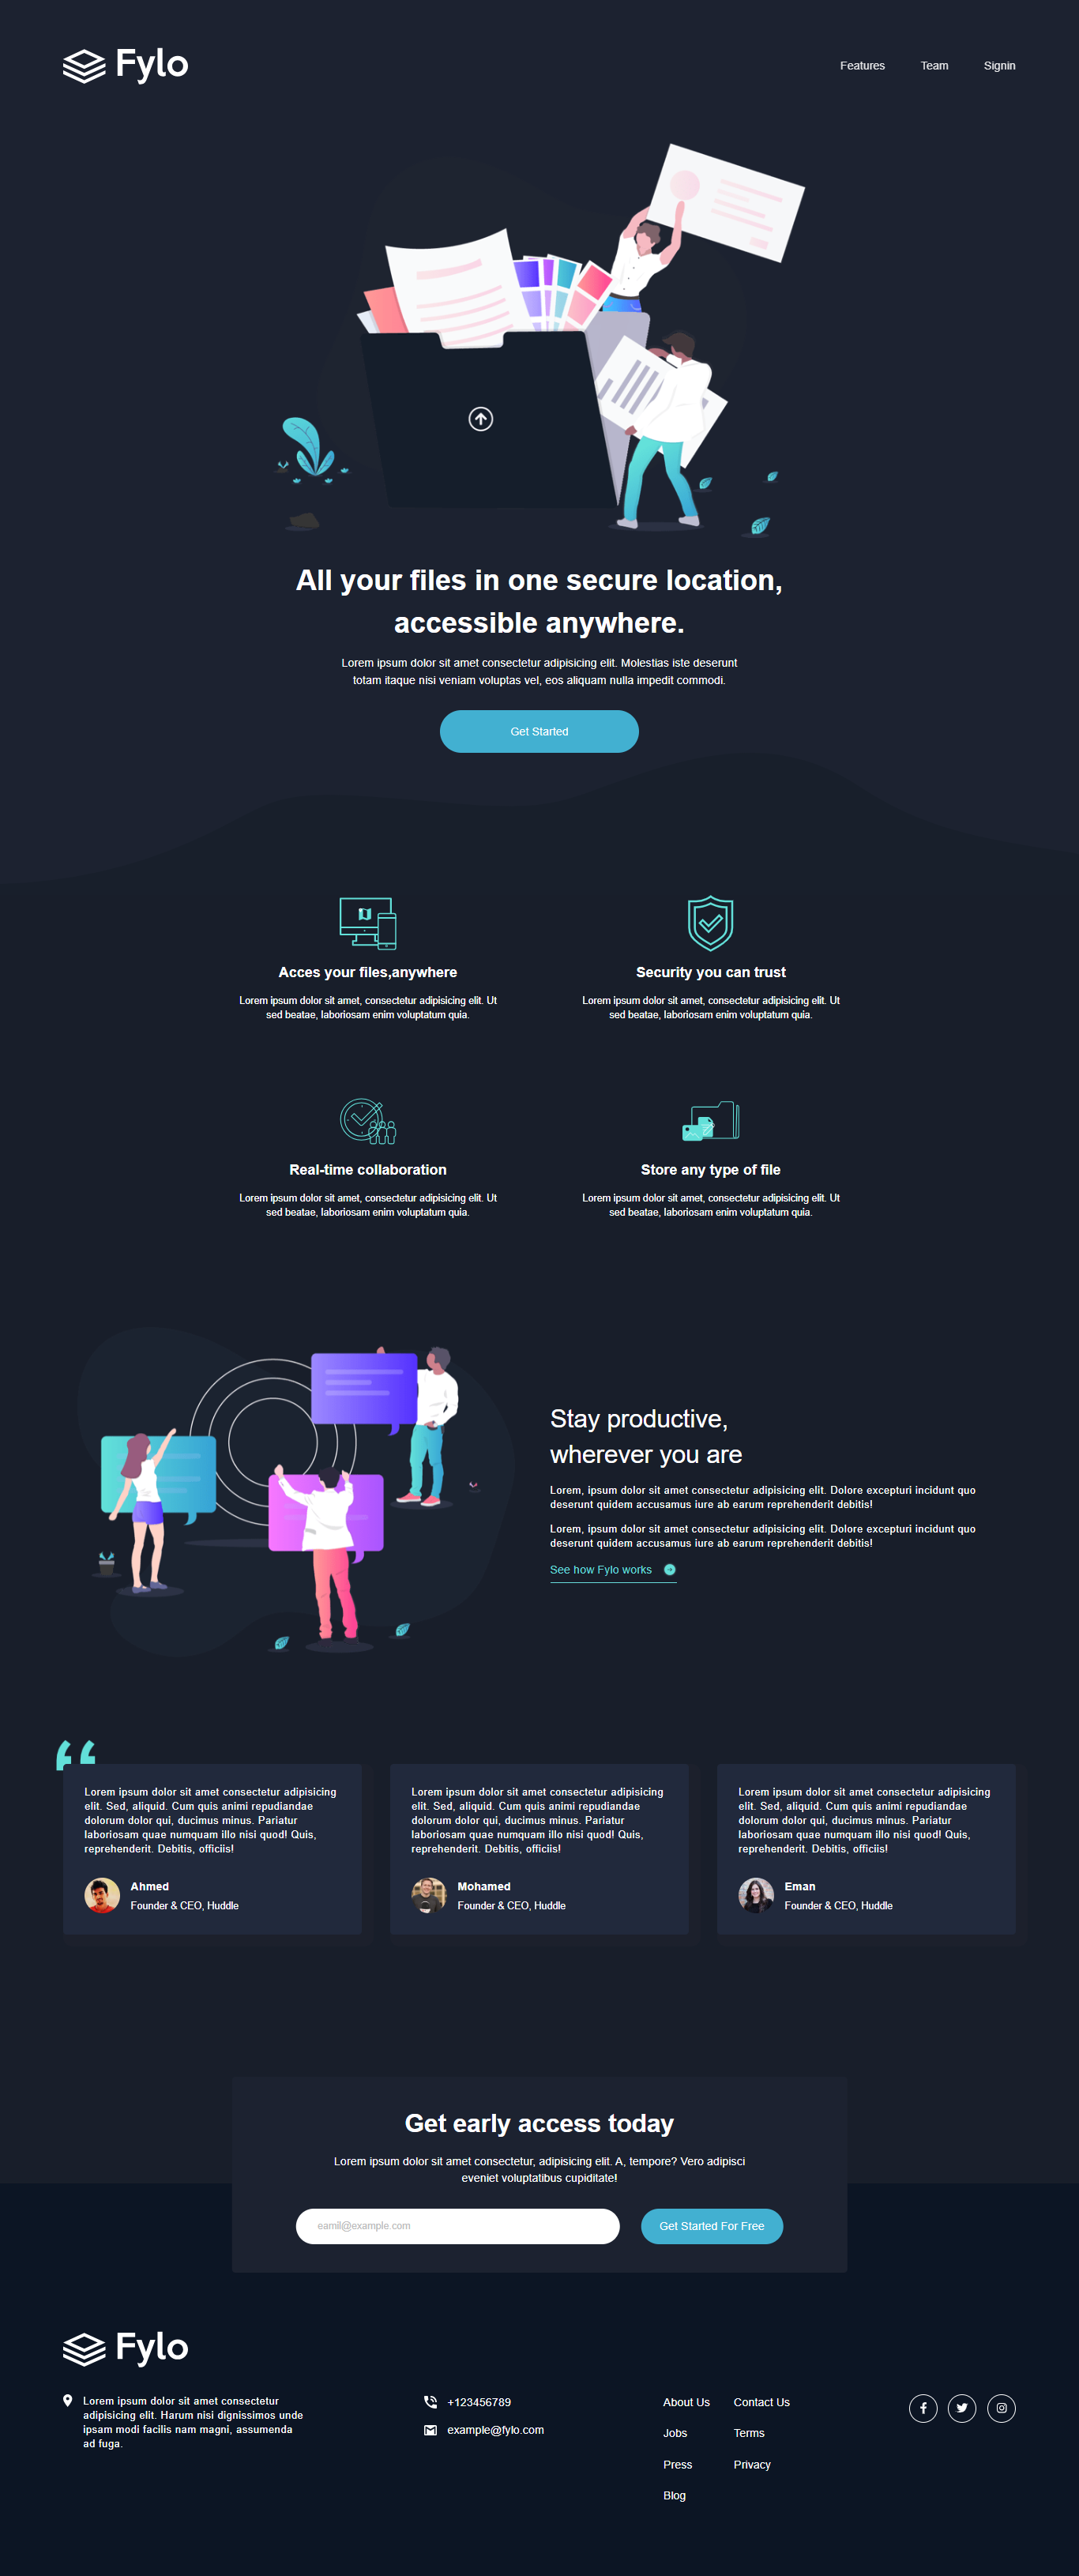 Fylo
Features
Team
Signin
All your files in one secure location,
accessible anywhere.
Lorem ipsum dolor sit amet consectetur adipisicing elit. Molestias iste deserunt
totam itaque nisi veniam voluptas vel, eos aliquam nulla impedit commodi.
Get Started
Acces your files,anywhere
Lorem ipsum dolor sit amet, consectetur adipisicing elit. Ut
sed beatae, laboriosam enim voluptatum quia.
Security you can trust
Lorem ipsum dolor sit amet, consectetur adipisicing elit. Ut
sed beatae, laboriosam enim voluptatum quia.
Real-time collaboration
Lorem ipsum dolor sit amet, consectetur adipisicing elit. Ut
sed beatae, laboriosam enim voluptatum quia.
Store any type of file
Lorem ipsum dolor sit amet, consectetur adipisicing elit. Ut
sed beatae, laboriosam enim voluptatum quia.
Stay productive,
wherever you are
Lorem, ipsum dolor sit amet consectetur adipisicing elit. Dolore excepturi incidunt quo
deserunt quidem accusamus iure ab earum reprehenderit debitis!
Lorem, ipsum dolor sit amet consectetur adipisicing elit. Dolore excepturi incidunt quo
deserunt quidem accusamus iure ab earum reprehenderit debitis!
See how Fylo works
Lorem ipsum dolor sit amet consectetur adipisicing
elit. Sed, aliquid. Cum quis animi repudiandae
dolorum dolor qui, ducimus minus. Pariatur
laboriosam quae numquam illo nisi quod! Quis,
reprehenderit. Debitis, officiis!
Ahmed
Founder & CEO, Huddle
Lorem ipsum dolor sit amet consectetur adipisicing
elit. Sed, aliquid. Cum quis animi repudiandae
dolorum dolor qui, ducimus minus. Pariatur
laboriosam quae numquam illo nisi quod! Quis,
reprehenderit. Debitis, officiis!
Mohamed
Founder & CEO, Huddle
Lorem ipsum dolor sit amet consectetur adipisicing
elit. Sed, aliquid. Cum quis animi repudiandae
dolorum dolor qui, ducimus minus. Pariatur
laboriosam quae numquam illo nisi quod! Quis,
reprehenderit. Debitis, officiis!
Eman
Founder & CEO, Huddle
Get early access today
Lorem ipsum dolor sit amet consectetur, adipisicing elit. A, tempore? Vero adipisci
eveniet voluptatibus cupiditate!
eamil@example.com
Get Started For Free
Fylo
Lorem ipsum dolor sit amet consectetur
adipisicing elit. Harum nisi dignissimos unde
ipsam modi facilis nam magni, assumenda
ad fuga.
+123456789
example@fylo.com
About Us
Jobs
Press
Blog
Contact Us
Terms
Privacy